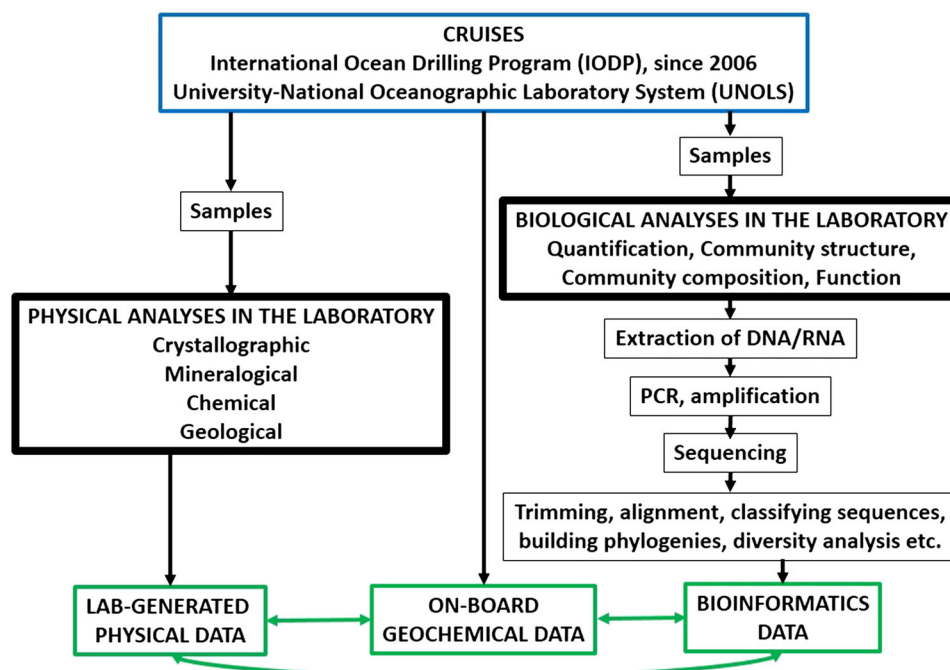 CRUISES
International Ocean Drilling Program (IODP), since 2006
University-National Oceanographic Laboratory System (UNOLS)
Samples
PHYSICAL ANALYSES IN THE LABORATORY
Crystallographic
Mineralogical
Chemical
Geological
Samples
BIOLOGICAL ANALYSES IN THE LABORATORY
Quantification, Community structure,
Community composition, Function
Extraction of DNA/RNA
PCR, amplification
Sequencing
Trimming, alignment, classifying sequences,
building phylogenies, diversity analysis etc.
LAB-GENERATED
PHYSICAL DATA
ON-BOARD
GEOCHEMICAL DATA
BIOINFORMATICS
DATA